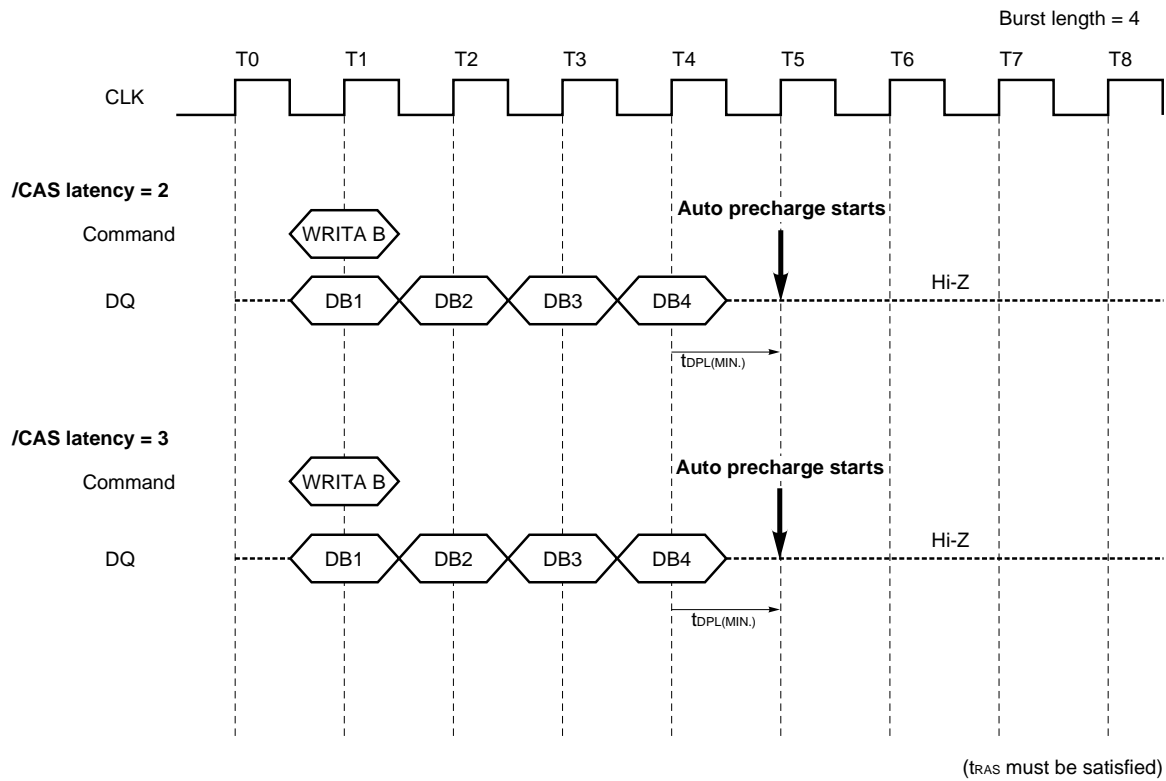 Burst length = 4
T0 T1 T2 T3 T4 T5 T6 T7 T8
CLK
/CAS latency = 2
Auto precharge starts
Command WRITA B
Hi-Z
DQ DB1 DB2 DB3 DB4
tDPL(MIN.)
/CAS latency = 3
Auto precharge starts
Command WRITA B
Hi-Z
DQ DB1 DB2 DB3 DB4
tDPL(MIN.)
(tRAS must be satisfied)